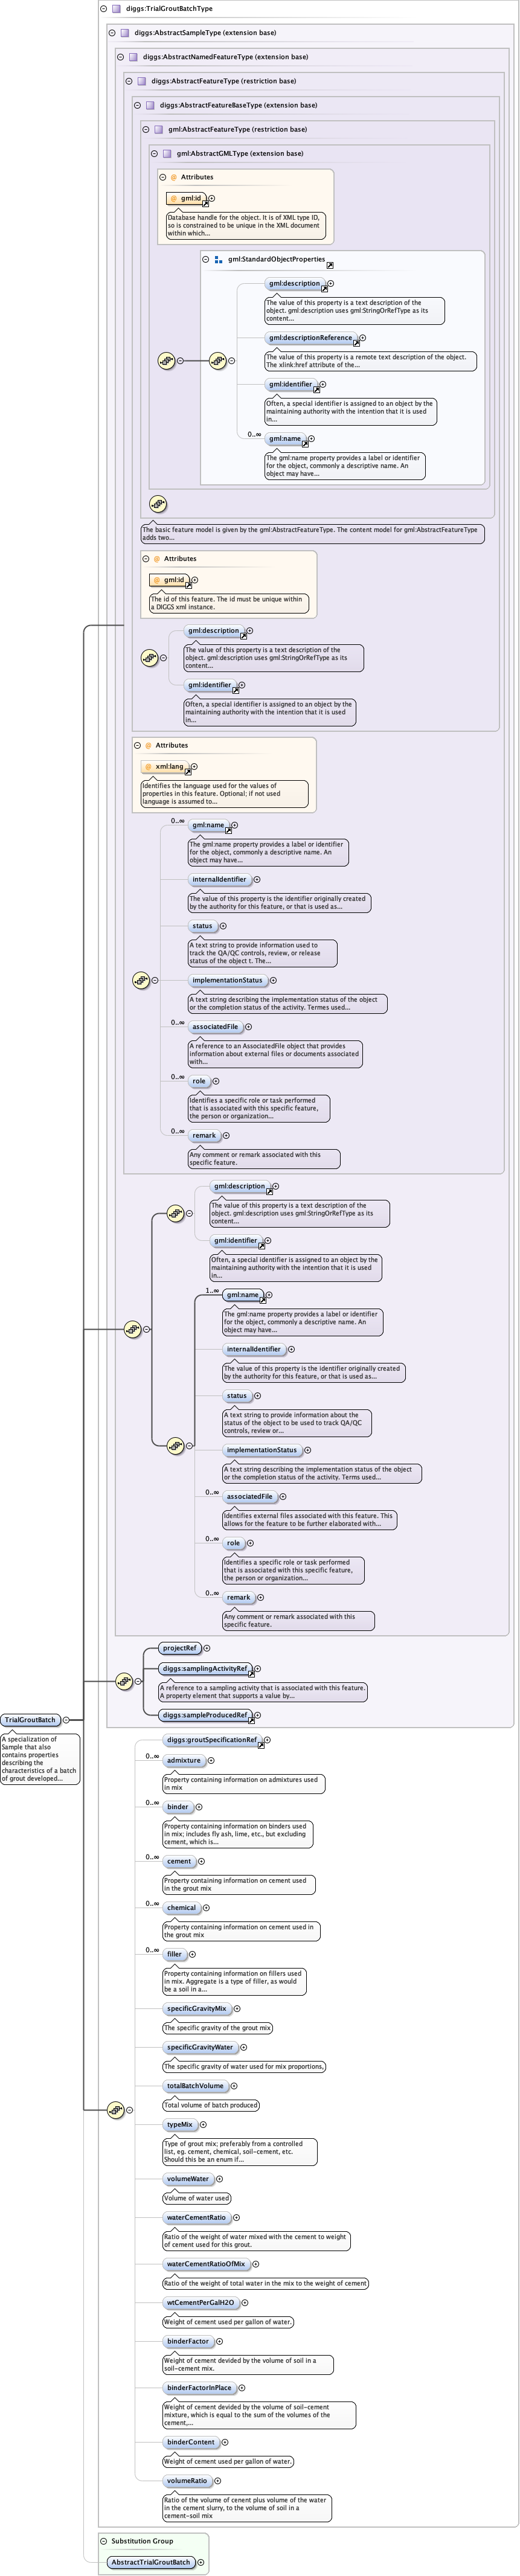 diggs:TrialGroutBatchType
diggs:AbstractSampleType (extension base)
diggs:AbstractNamedFeatureType (extension base)
diggs:AbstractFeatureType (restriction base)
diggs:AbstractFeatureBaseType (extension base)
gml:AbstractFeatureType (restriction base)
gml:AbstractGMLType (extension base)
Attributes
gml:id
Database handle for the object. It is of XML type ID,
so is constrained to be unique in the XML document
within which...
gml:StandardObjectProperties
gml:description
The value of this property is a text description of the
object. gml:description uses gml:StringOrRefType as its
content...
gml:descriptionReference
The value of this property is a remote text description of the object.
The xlink:href attribute of the...
gml:identifier
Often, a special identifier is assigned to an object by the
maintaining authority with the intention that it is used
in...
0..∞
gml:name
The gml:name property provides a label or identifier
for the object, commonly a descriptive name. An
object may have...
The basic feature model is given by the gml:AbstractFeatureType. The content model for gml:AbstractFeatureType
adds two...
Attributes
gml:id
The id of this feature. The id must be unique within
a DIGGS xml instance.
gml:description
The value of this property is a text description of the
object. gml:description uses gml:StringOrRefType as its
content...
gml:identifier
Often, a special identifier is assigned to an object by the
maintaining authority with the intention that it is used
in...
Attributes
xml:lang
Identifies the language used for the values of
properties in this feature. Optional; if not used
language is assumed to...
0..∞
gml:name
The gml:name property provides a label or identifier
for the object, commonly a descriptive name. An
object may have...
internalIdentifier
The value of this property is the identifier originally created
by the authority for this feature, or that is used as...
status
A text string to provide information used to
track the QA/QC controls, review, or release
status of the object t. The...
implementationStatus
A text string describing the implementation status of the object
or the completion status of the activity. Termes used...
0..∞
associatedFile
A reference to an AssociatedFile object that provides
information about external files or documents associated
with...
0..∞
role
Identifies a specific role or task performed
that is associated with this specific feature,
the person or organization...
0..∞
remark
Any comment or remark associated with this
specific feature.
gml:description
The value of this property is a text description of the
object. gml:description uses gml:StringOrRefType as its
content...
gml:identifier
Often, a special identifier is assigned to an object by the
maintaining authority with the intention that it is used
in...
1..∞
gml:name
The gml:name property provides a label or identifier
for the object, commonly a descriptive name. An
object may have...
internalIdentifier
The value of this property is the identifier originally created
by the authority for this feature, or that is used as...
status
A text string to provide information about the
status of the object to be used to track QA/QC
controls, review or...
implementationStatus
A text string describing the implementation status of the object
or the completion status of the activity. Terms used...
0..∞
associatedFile
Identifies external files associated with this feature. This
allows for the feature to be further elaborated with...
0..∞
role
Identifies a specific role or task performed
that is associated with this specific feature,
the person or organization...
0..∞
remark
Any comment or remark associated with this
specific feature.
projectRef
diggs:samplingActivityRef
A reference to a sampling activity that is associated with this feature.
A property element that supports a value by...
diggs:sampleProducedRef
TrialGroutBatch
A specialization of
Sample that also
contains properties
describing the
characteristics of a batch
of grout developed...
diggs:groutSpecificationRef
0..∞
admixture
Property containing information on admixtures used
in mix
0..∞
binder
Property containing information on binders used
in mix; includes fly ash, lime, etc., but excluding
cement, which is...
0..∞
cement
Property containing information on cement used
in the grout mix
0..∞
chemical
Property containing information on cement used in
the grout mix
0..∞
filler
Property containing information on fillers used
in mix. Aggregate is a type of filler, as would
be a soil in a...
specificGravityMix
The specific gravity of the grout mix
specificGravityWater
The specific gravity of water used for mix proportions,
totalBatchVolume
Total volume of batch produced
typeMix
Type of grout mix; preferably from a controlled
list, eg. cement, chemical, soil-cement, etc.
Should this be an enum if...
volumeWater
Volume of water used
waterCementRatio
Ratio of the weight of water mixed with the cement to weight
of cement used for this grout.
waterCementRatioOfMix
Ratio of the weight of total water in the mix to the weight of cement
wtCementPerGalH2O
Weight of cement used per gallon of water.
binderFactor
Weight of cement devided by the volume of soil in a
soil-cement mix.
binderFactorInPlace
Weight of cement devided by the volume of soil-cement
mixture, which is equal to the sum of the volumes of the
cement,...
binderContent
Weight of cement used per gallon of water.
volumeRatio
Ratio of the volume of cenent plus volume of the water
in the cement slurry, to the volume of soil in a
cement-soil mix
Substitution Group
AbstractTrialGroutBatch